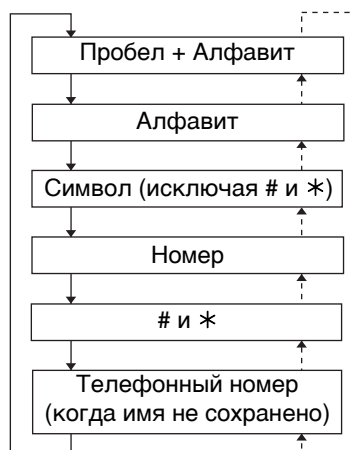 Пробел + Алфавит
Алфавит
Символ (исключая # и ✳)
Номер
# и ✳
Телефонный номер
(когда имя не сохранено)